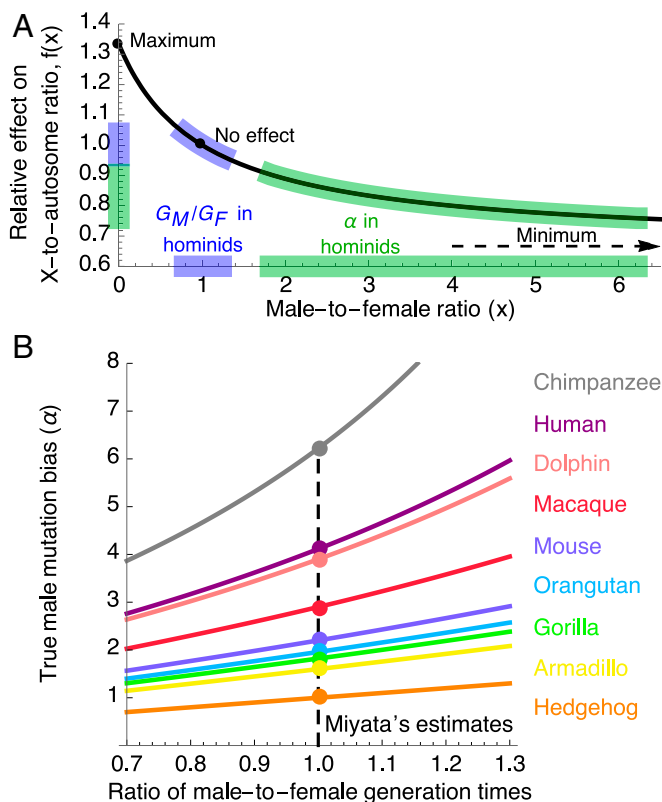 A
Relative effect on
X-to-autosome ratio, f(x)
1.4
1.3
1.2
1.1
1.0
0.9
0.8
0.7
0.6
Maximum
No effect
G_M/G_F in
hominids
α in
hominids
Minimum
0 1 2 3 4 5 6
Male-to-female ratio (x)
B
True male mutation bias (α)
8
7
6
5
4
3
2
1
Chimpanzee
Human
Dolphin
Macaque
Mouse
Orangutan
Gorilla
Armadillo
Hedgehog
Miyata's estimates
0.7 0.8 0.9 1.0 1.1 1.2 1.3
Ratio of male-to-female generation times